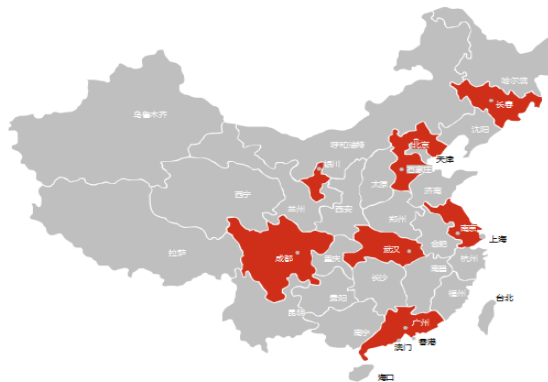 哈尔滨
长春
乌鲁木齐
沈阳
呼和浩特
北京
天津
银川
石家庄
太原
济南
西宁
兰州
西安
郑州
南京
上海
合肥
拉萨
成都
重庆
武汉
杭州
南昌
长沙
贵阳
福州
台北
昆明
南宁
广州
香港
澳门
海口